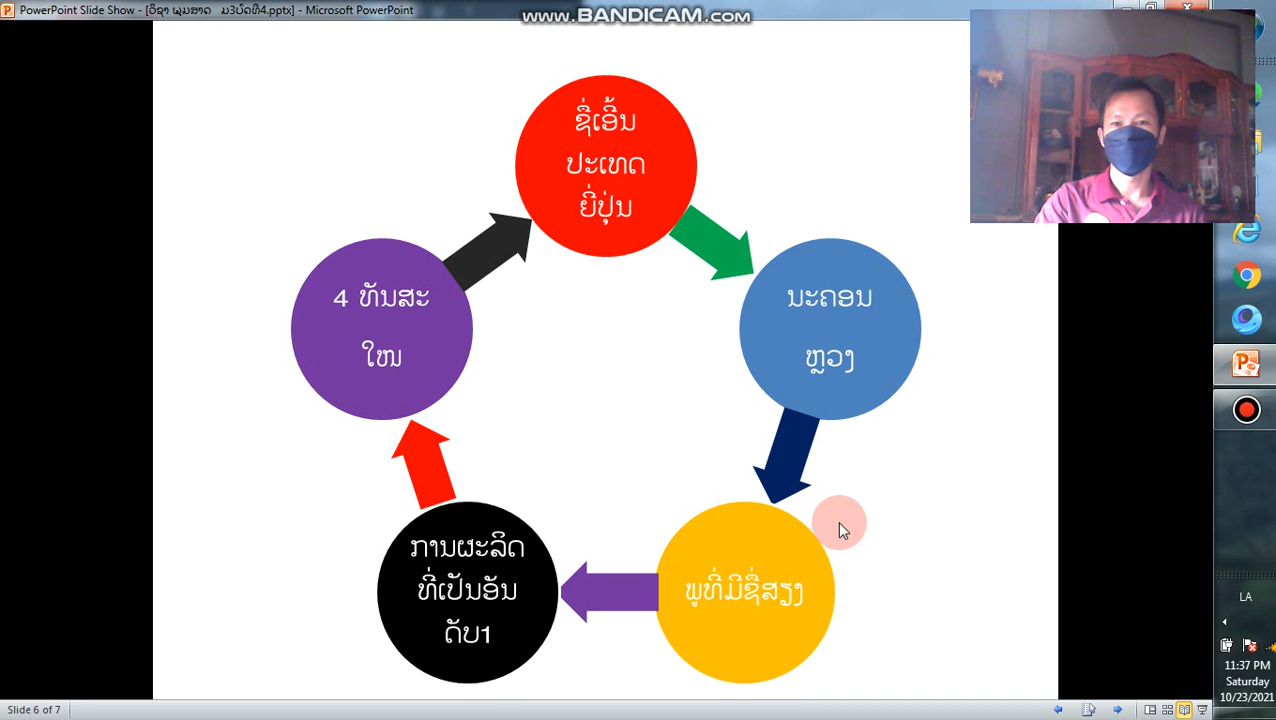 PowerPoint Slide Show - [ວິຊາ ພຸມສາດ ມ3ບົດທີ4.pptx] - Microsoft PowerPoint
www.BANDICAM.com
ຊື່ເອີ້ນ
ປະເທດ
ຍີ່ປຸ່ນ
4 ທັນສະ
ໃໝ
ນະຄອນ
ຫຼວງ
ການຜະລິດ
ທີ່ເປັນອັນ
ດັບ1
ພູທີ່ມີຊື່ສຽງ
LA
11:37 PM
Saturday
10/23/2021
Slide 6 of 7